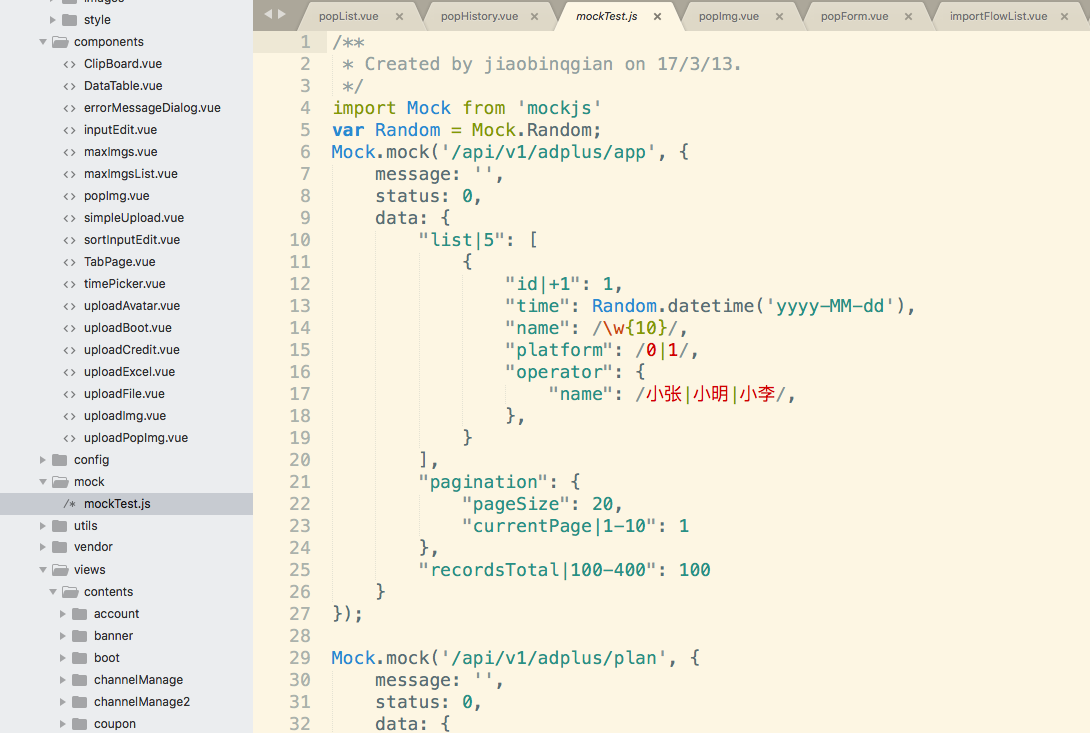 images
style
components
ClipBoard.vue
DataTable.vue
errorMessageDialog.vue
inputEdit.vue
maxImgs.vue
maxImgsList.vue
popImg.vue
simpleUpload.vue
sortInputEdit.vue
TabPage.vue
timePicker.vue
uploadAvatar.vue
uploadBoot.vue
uploadCredit.vue
uploadExcel.vue
uploadFile.vue
uploadImg.vue
uploadPopImg.vue
config
mock
/* mockTest.js
utils
vendor
views
contents
account
banner
boot
channelManage
channelManage2
coupon
popList.vue × popHistory.vue × mockTest.js × popImg.vue × popForm.vue × importFlowList.vue ×
1 /**
2  * Created by jiaobinqgian on 17/3/13.
3  */
4 import Mock from 'mockjs'
5 var Random = Mock.Random;
6 Mock.mock('/api/v1/adplus/app', {
7     message: '',
8     status: 0,
9     data: {
10         "list|5": [
11             {
12                 "id|+1": 1,
13                 "time": Random.datetime('yyyy-MM-dd'),
14                 "name": /\w{10}/,
15                 "platform": /0|1/,
16                 "operator": {
17                     "name": /小张|小明|小李/,
18                 },
19             }
20         ],
21         "pagination": {
22             "pageSize": 20,
23             "currentPage|1-10": 1
24         },
25         "recordsTotal|100-400": 100
26     }
27 });
28
29 Mock.mock('/api/v1/adplus/plan', {
30     message: '',
31     status: 0,
32     data: {